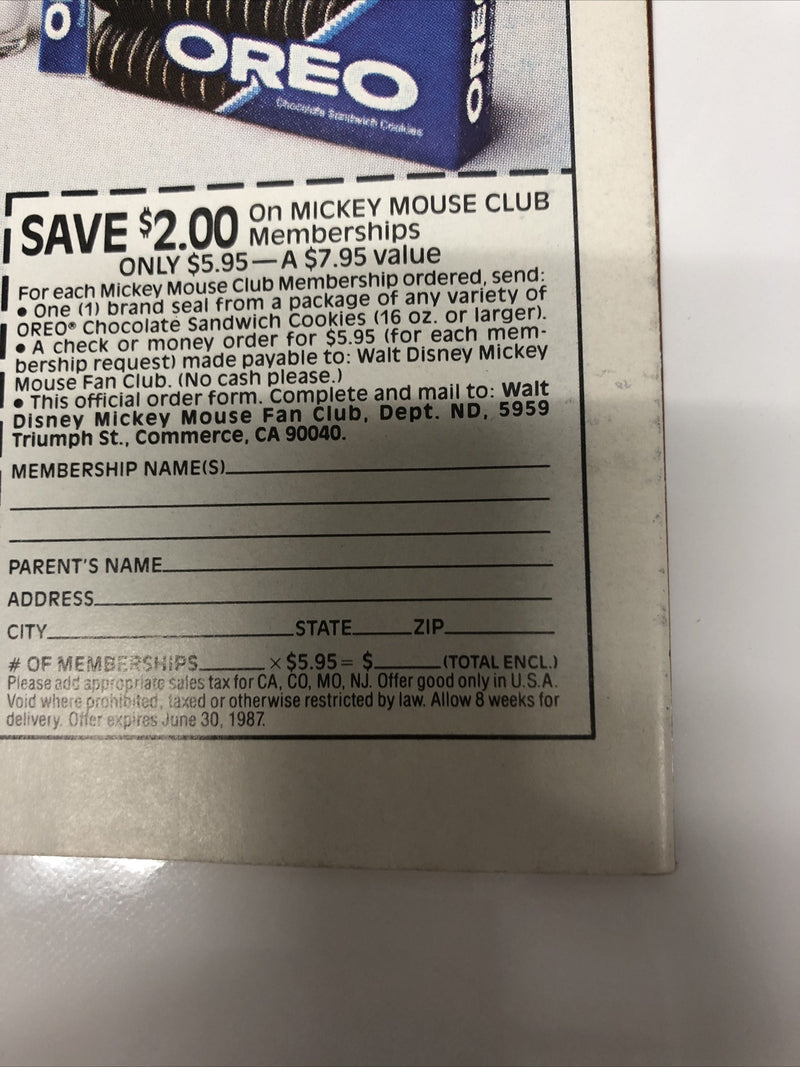 O
OREO
Chocolate Sandwich Cookies
ORE
SAVE $2.00 On MICKEY MOUSE CLUB
Memberships
ONLY $5.95—A $7.95 value
For each Mickey Mouse Club Membership ordered, send:
• One (1) brand seal from a package of any variety of
OREO® Chocolate Sandwich Cookies (16 oz. or larger).
• A check or money order for $5.95 (for each mem-
bership request) made payable to: Walt Disney Mickey
Mouse Fan Club. (No cash please.)
• This official order form. Complete and mail to: Walt
Disney Mickey Mouse Fan Club, Dept. ND, 5959
Triumph St., Commerce, CA 90040.
MEMBERSHIP NAME(S)
PARENT'S NAME
ADDRESS
CITY STATE ZIP
# OF MEMBERSHIPS x $5.95 = $ (TOTAL ENCL.)
Please add appropriate sales tax for CA, CO, MO, NJ. Offer good only in U.S.A.
Void where prohibited, taxed or otherwise restricted by law. Allow 8 weeks for
delivery. Offer expires June 30, 1987.